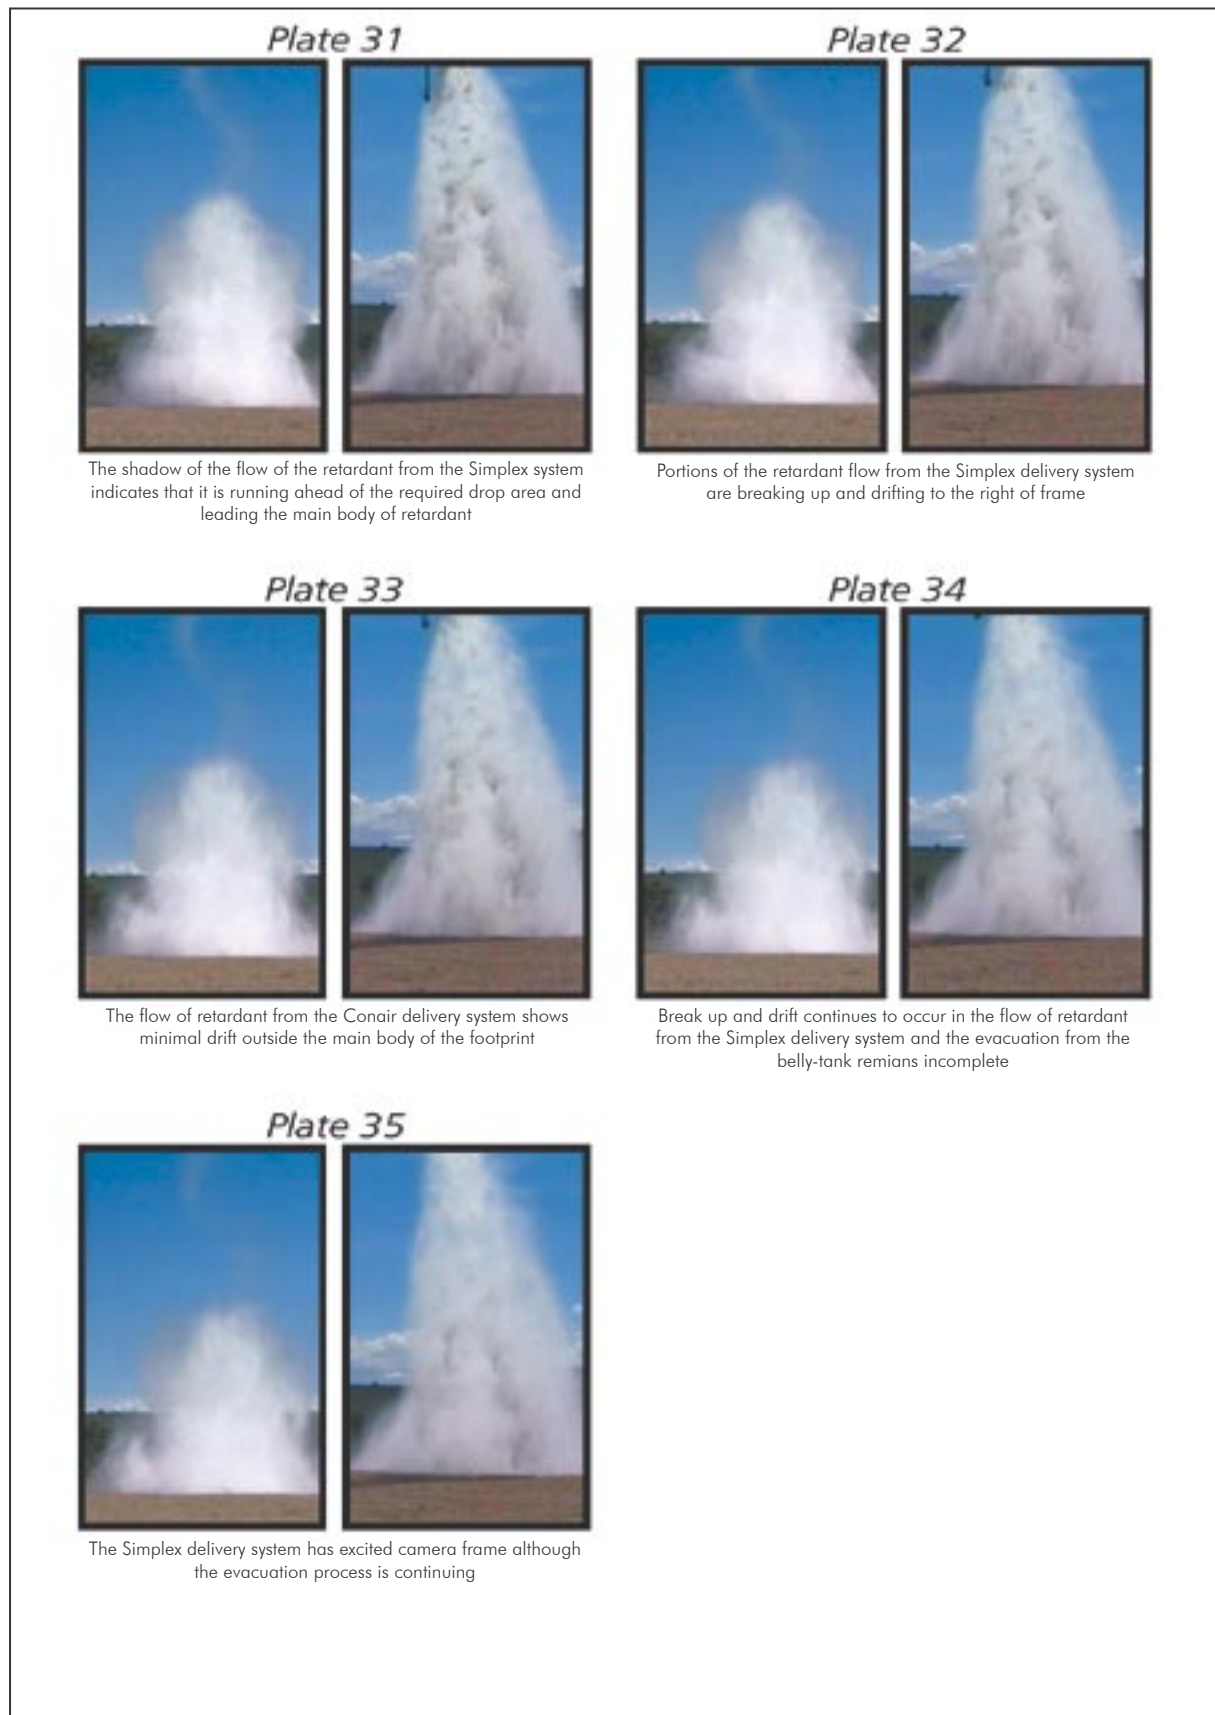 Plate 31
Plate 32
The shadow of the flow of the retardant from the Simplex system
indicates that it is running ahead of the required drop area and
leading the main body of retardant
Portions of the retardant flow from the Simplex delivery system
are breaking up and drifting to the right of frame
Plate 33
Plate 34
The flow of retardant from the Conair delivery system shows
minimal drift outside the main body of the footprint
Break up and drift continues to occur in the flow of retardant
from the Simplex delivery system and the evacuation from the
belly-tank remians incomplete
Plate 35
The Simplex delivery system has excited camera frame although
the evacuation process is continuing